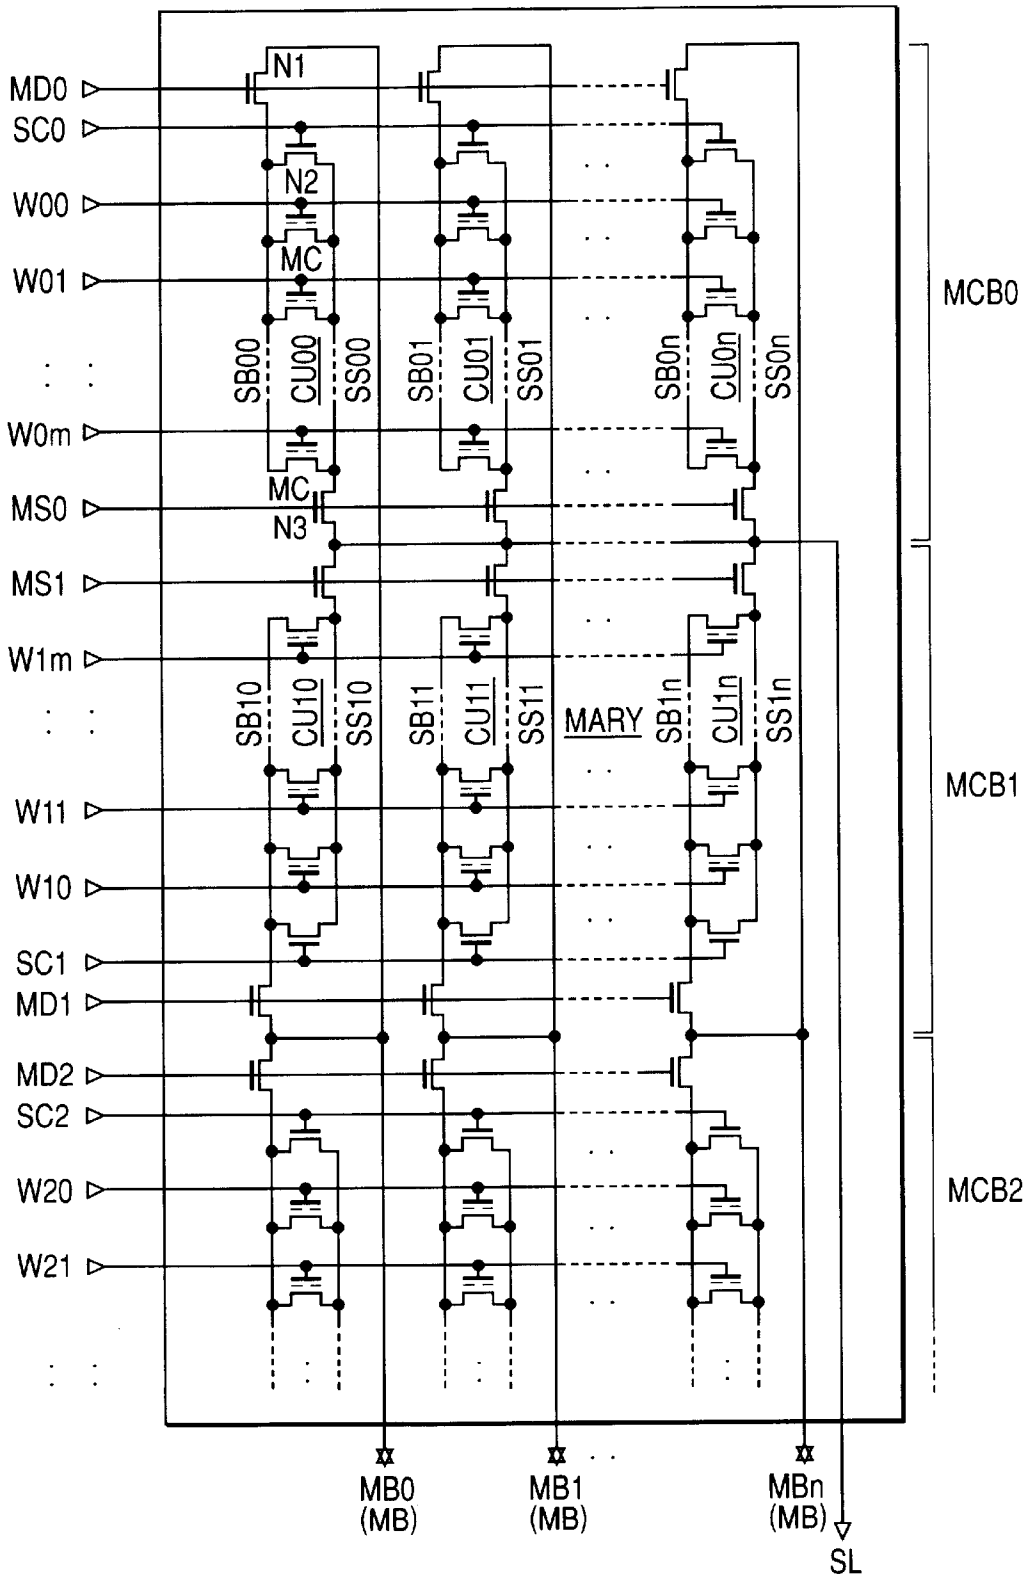 MD0
N1
SC0
N2
W00
MC
W01
MCB0
SB00
CU00
SS00
SB01
CU01
SS01
SB0n
CU0n
SS0n
W0m
MC
MS0
N3
MS1
W1m
SB10
CU10
SS10
SB11
CU11
SS11
MARY
SB1n
CU1n
SS1n
MCB1
W11
W10
SC1
MD1
MD2
SC2
W20
MCB2
W21
MB0
(MB)
MB1
(MB)
MBn
(MB)
SL